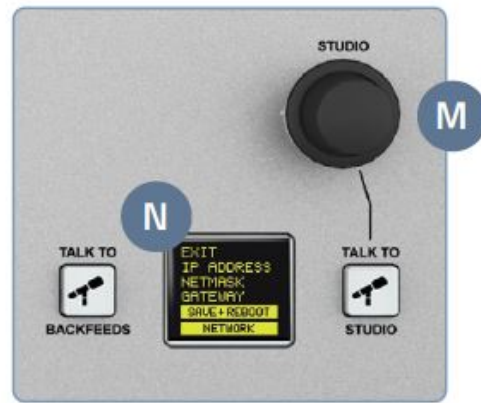 STUDIO
M
N
TALK TO
BACKFEEDS
EXIT
IP ADDRESS
NETMASK
GATEWAY
SAVE+REBOOT
NETWORK
TALK TO
STUDIO